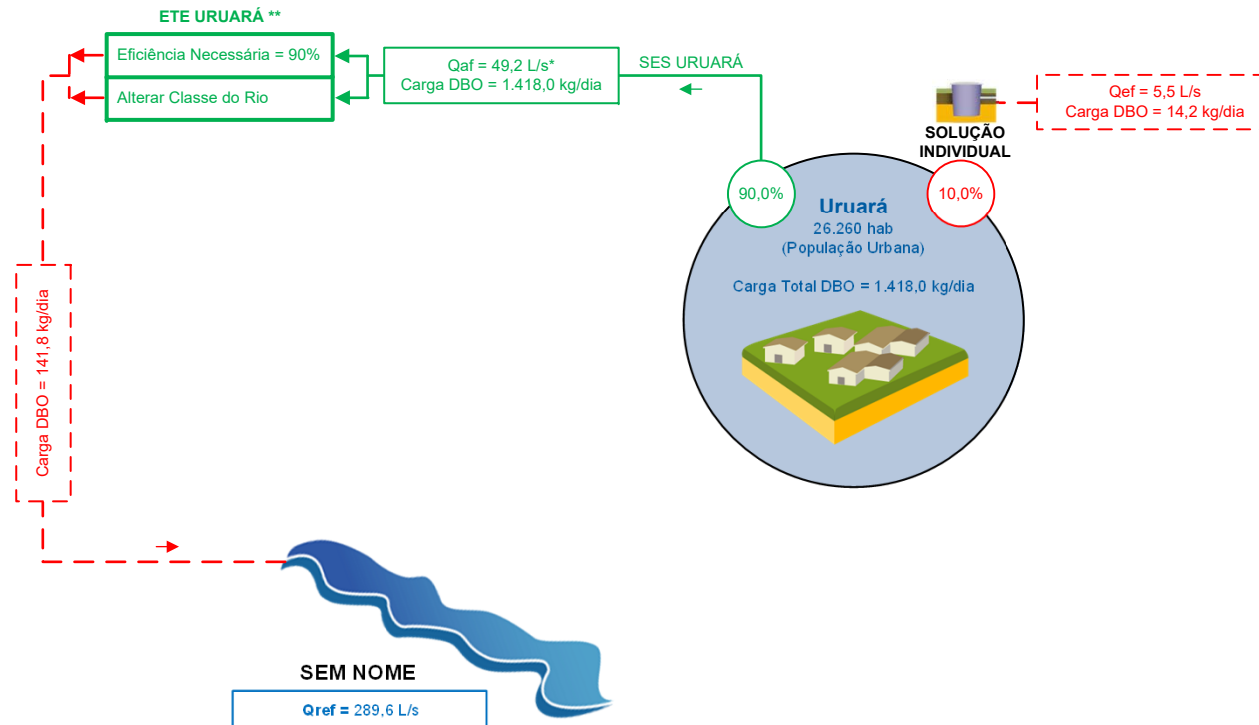 ETE URUARÁ **
Eficiência Necessária = 90%
Alterar Classe do Rio
Qaf = 49,2 L/s*
Carga DBO = 1.418,0 kg/dia
SES URUARÁ
SOLUÇÃO
INDIVIDUAL
Qef = 5,5 L/s
Carga DBO = 14,2 kg/dia
90,0%
10,0%
Uruará
26.260 hab
(População Urbana)
Carga Total DBO = 1.418,0 kg/dia
Carga DBO = 141,8 kg/dia
SEM NOME
Qref = 289,6 L/s